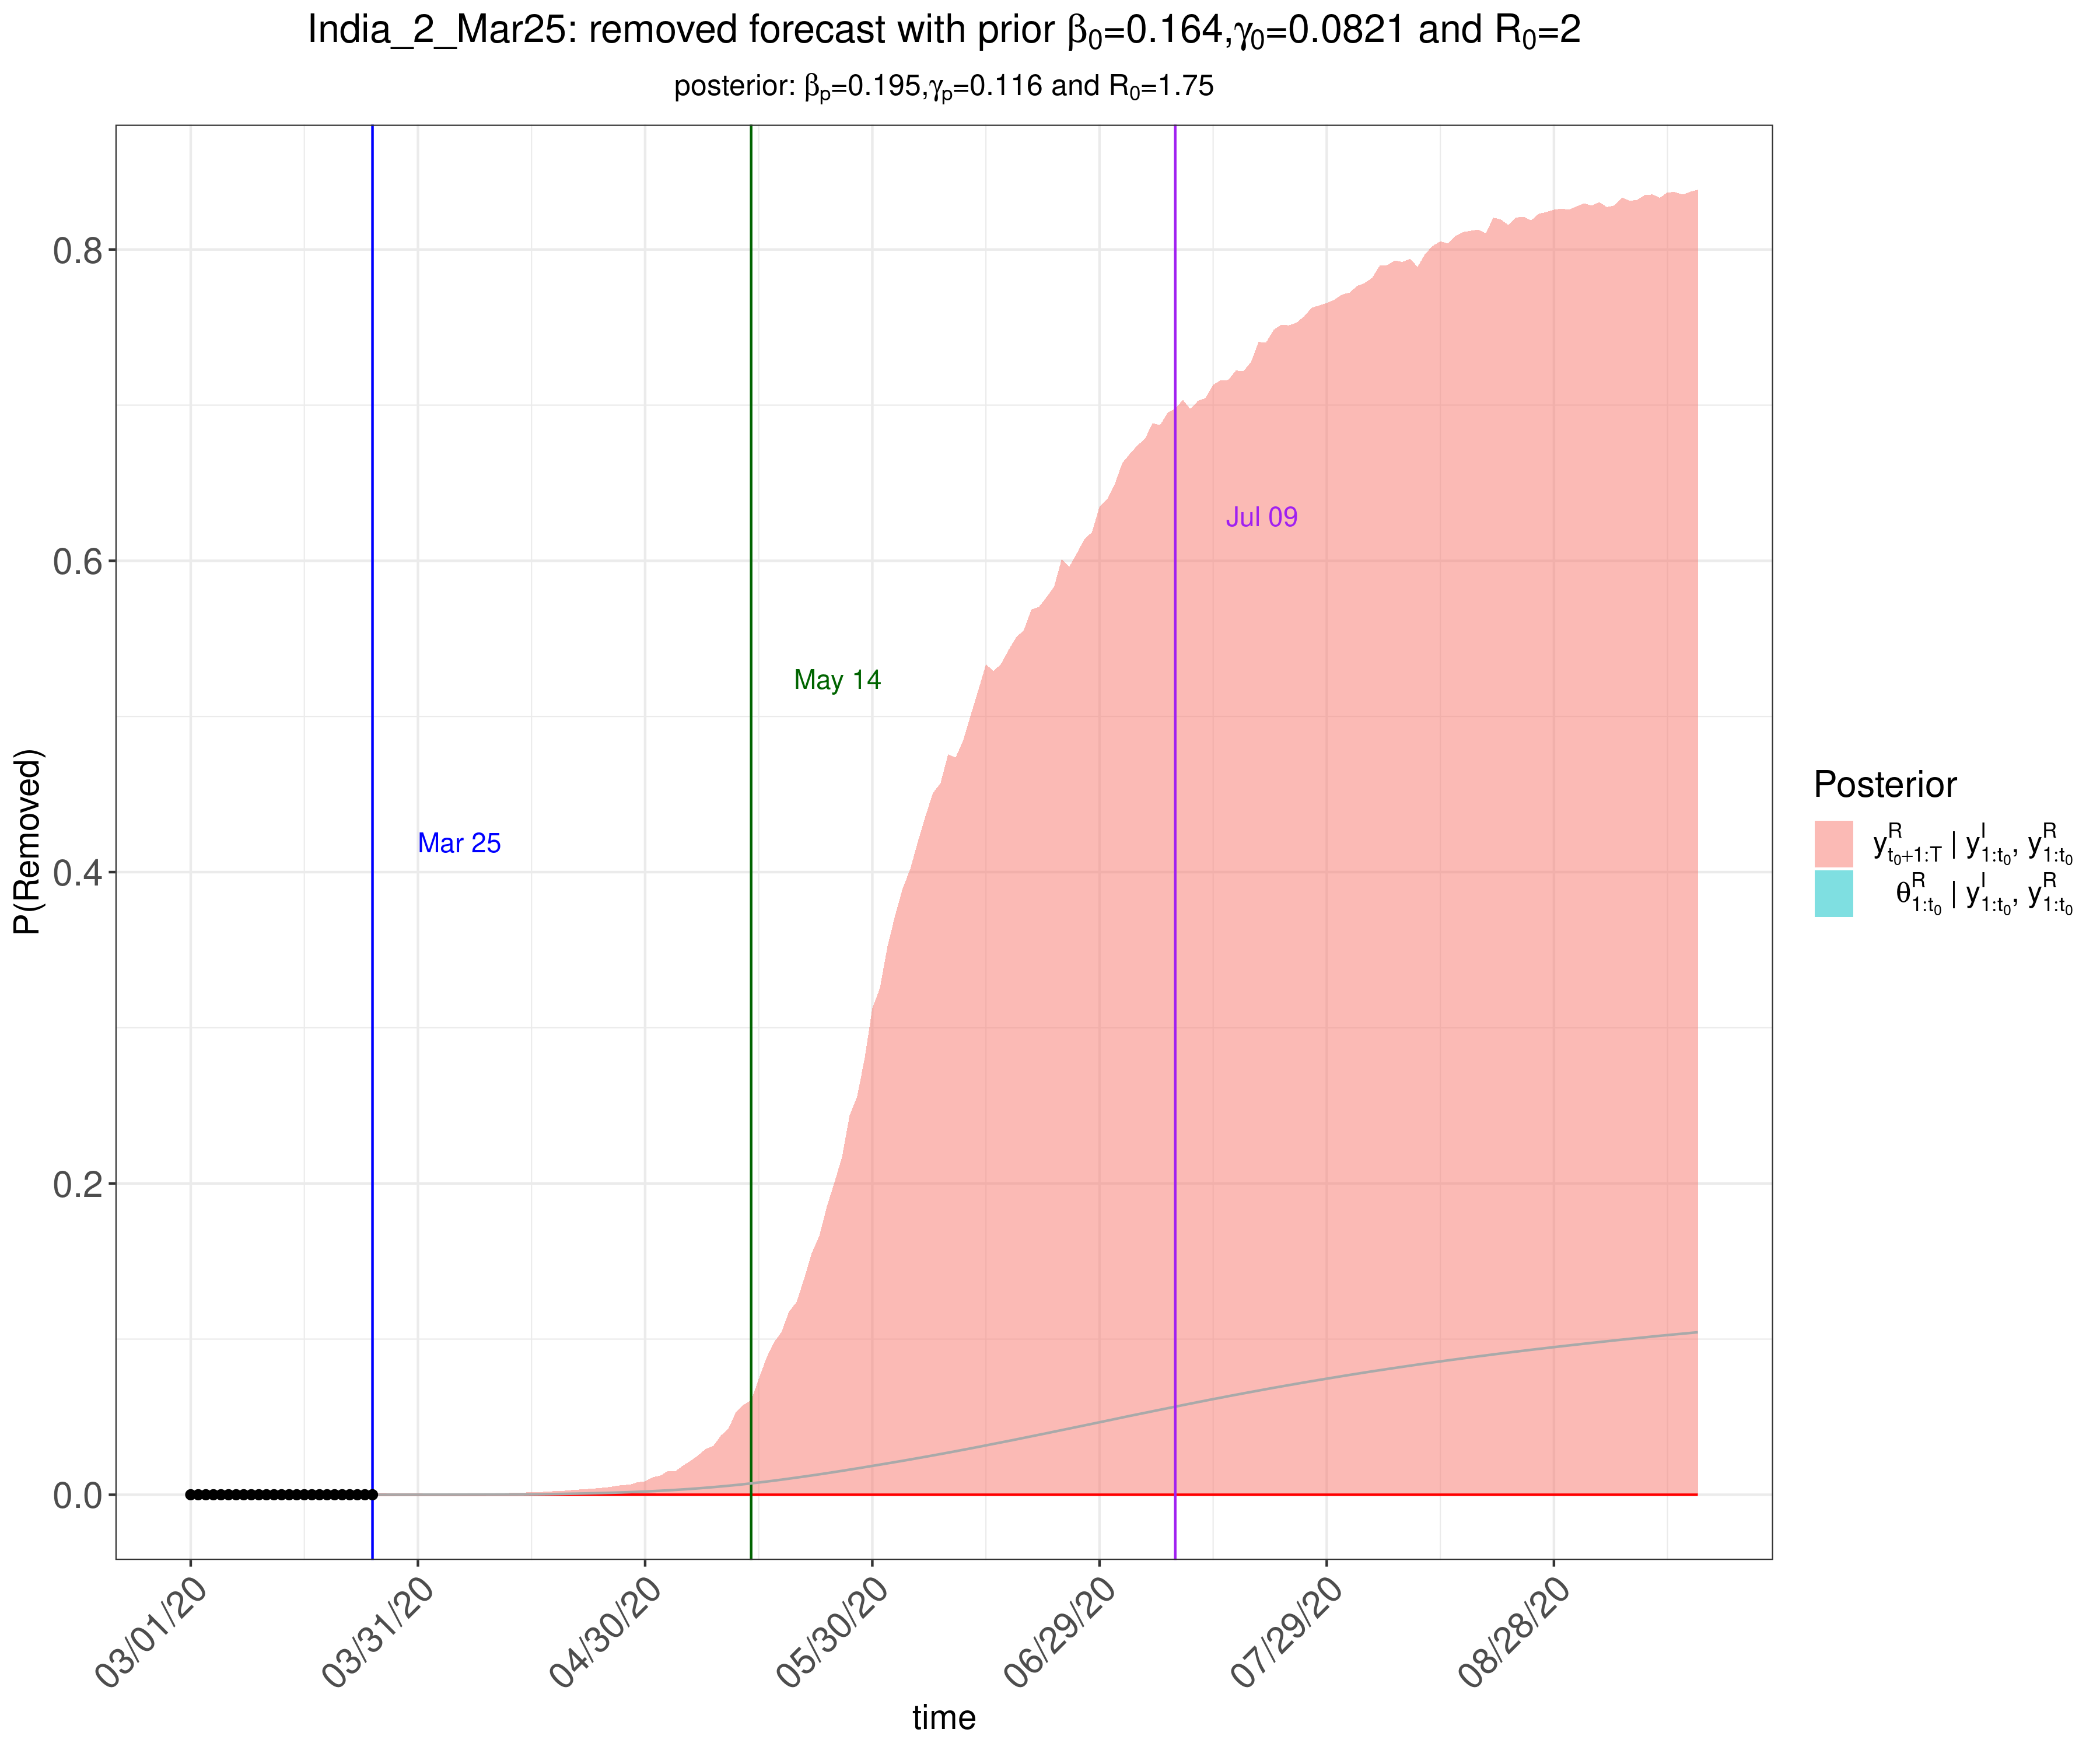 India_2_Mar25: removed forecast with prior β₀=0.164,γ₀=0.0821 and R₀=2
posterior: βₚ=0.195,γₚ=0.116 and R₀=1.75
P(Removed)
0.8
0.6
0.4
0.2
0.0
Jul 09
May 14
Mar 25
03/01/20
03/31/20
04/30/20
05/30/20
06/29/20
07/29/20
08/28/20
time
Posterior
y^R_{t₀+1:T} | y^I_{1:t₀}, y^R_{1:t₀}
θ^R_{1:t₀} | y^I_{1:t₀}, y^R_{1:t₀}